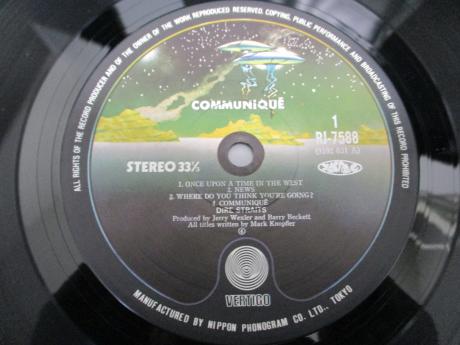 ALL RIGHTS OF THE RECORD PRODUCER AND OF THE OWNER OF THE WORK REPRODUCED RESERVED. COPYING, PUBLIC PERFORMANCE AND BROADCASTING OF THIS RECORD PROHIBITED
COMMUNIQUÉ
1
RJ-7588
STEREO 33⅓
1. ONCE UPON A TIME IN THE WEST
2. NEWS
3. WHERE DO YOU THINK YOU'RE GOING?
4. COMMUNIQUÉ
DIRE STRAITS
Produced by Jerry Wexler and Barry Beckett
All titles written by Mark Knopfler
VERTIGO
MANUFACTURED BY NIPPON PHONOGRAM CO. LTD., TOKYO